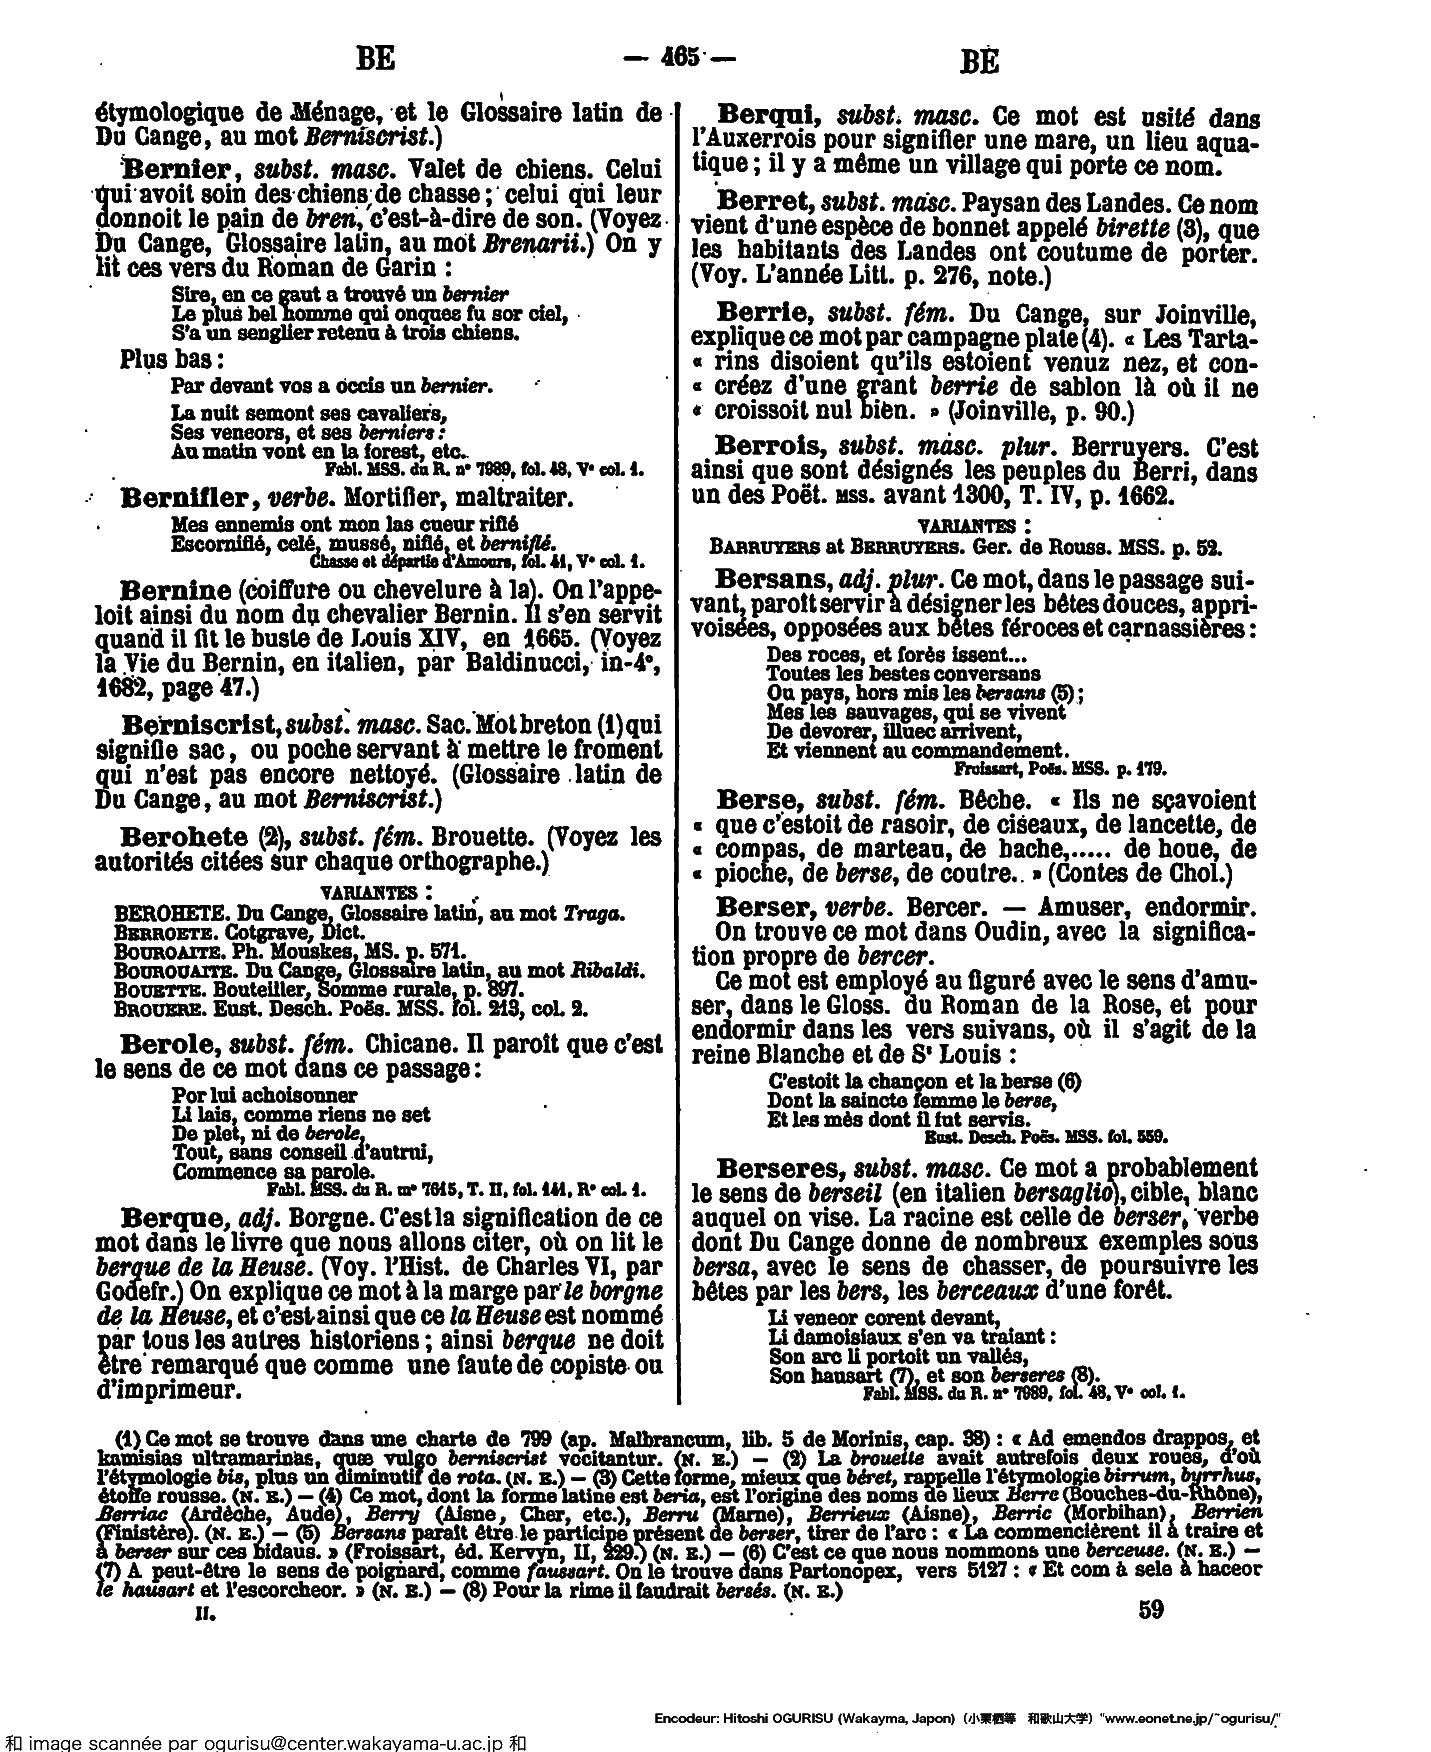 BE
— 465 —
BE
étymologique de Ménage, et le Glossaire latin de
Du Cange, au mot Berniscrist.)
Bernier, subst. masc. Valet de chiens. Celui
qui avoit soin des chiens de chasse ; celui qui leur
donnoit le pain de bren, c'est-à-dire de son. (Voyez
Du Cange, Glossaire latin, au mot Brenarii.) On y
lit ces vers du Roman de Garin :
Sire, en ce gaut a trouvé un bernier
Le plus bel homme qui onques fu sor ciel,
S'a un senglier retenu à trois chiens.
Plus bas :
Par devant vos a occis un bernier.
La nuit semont ses cavaliers,
Ses veneors, et ses berniers :
Au matin vont en la forest, etc.
Fabl. MSS. du R. n° 7989, fol. 48, V° col. 1.
Bernifler, verbe. Mortifier, maltraiter.
Mes ennemis ont mon las cueur riflé
Escorniflé, celé, mussé, niflé, et berniflé.
Chasse et départie d'Amours, fol. 41, V° col. 1.
Bernine (coiffure ou chevelure à la). On l'appe-
loit ainsi du nom du chevalier Bernin. Il s'en servit
quand il fit le buste de Louis XIV, en 1665. (Voyez
la Vie du Bernin, en italien, par Baldinucci, in-4°,
1682, page 47.)
Berniscrist, subst. masc. Sac. Mot breton (1) qui
signifie sac, ou poche servant à mettre le froment
qui n'est pas encore nettoyé. (Glossaire latin de
Du Cange, au mot Berniscrist.)
Berohete (2), subst. fém. Brouette. (Voyez les
autorités citées sur chaque orthographe.)
VARIANTES :
BEROHETE. Du Cange, Glossaire latin, au mot Traga.
BERROETE. Cotgrave, Dict.
BOUROAITE. Ph. Mouskes, MS. p. 571.
BOUROUAITE. Du Cange, Glossaire latin, au mot Ribaldi.
BOUETTE. Bouteiller, Somme rurale, p. 897.
BROUERE. Eust. Desch. Poës. MSS. fol. 213, col. 2.
Berole, subst. fém. Chicane. Il paroît que c'est
le sens de ce mot dans ce passage :
Por lui achoisonner
Li lais, comme riens ne set
De plet, ni de berole,
Tout, sans conseil d'autrui,
Commence sa parole.
Fabl. MSS. du R. n° 7615, T. II, fol. 141, R° col. 1.
Berque, adj. Borgne. C'est la signification de ce
mot dans le livre que nous allons citer, où on lit le
berque de la Heuse. (Voy. l'Hist. de Charles VI, par
Godefr.) On explique ce mot à la marge par le borgne
de la Heuse, et c'est ainsi que ce la Heuse est nommé
par tous les autres historiens ; ainsi berque ne doit
être remarqué que comme une faute de copiste ou
d'imprimeur.
Berqui, subst. masc. Ce mot est usité dans
l'Auxerrois pour signifier une mare, un lieu aqua-
tique ; il y a même un village qui porte ce nom.
Berret, subst. masc. Paysan des Landes. Ce nom
vient d'une espèce de bonnet appelé birette (3), que
les habitants des Landes ont coutume de porter.
(Voy. L'année Litt. p. 276, note.)
Berrie, subst. fém. Du Cange, sur Joinville,
explique ce mot par campagne plate (4). « Les Tarta-
« rins disoient qu'ils estoient venuz nez, et con-
« créez d'une grant berrie de sablon là où il ne
« croissoit nul bien. » (Joinville, p. 90.)
Berrois, subst. masc. plur. Berruyers. C'est
ainsi que sont désignés les peuples du Berri, dans
un des Poët. MSS. avant 1300, T. IV, p. 1662.
VARIANTES :
BARRUYERS at BERRUYERS. Ger. de Rouss. MSS. p. 52.
Bersans, adj. plur. Ce mot, dans le passage sui-
vant, paroît servir à désigner les bêtes douces, appri-
voisées, opposées aux bêtes féroces et carnassières :
Des roces, et forés issent...
Toutes les bestes conversans
Ou pays, hors mis les bersans (5) ;
Mes les sauvages, qui se vivent
De devorer, illuec arrivent,
Et viennent au commandement.
Froissart, Poës. MSS. p. 179.
Berse, subst. fém. Bêche. « Ils ne sçavoient
« que c'estoit de rasoir, de ciseaux, de lancette, de
« compas, de marteau, de hache,..... de houe, de
« pioche, de berse, de coutre.. » (Contes de Chol.)
Berser, verbe. Bercer. — Amuser, endormir.
On trouve ce mot dans Oudin, avec la significa-
tion propre de bercer.
Ce mot est employé au figuré avec le sens d'amu-
ser, dans le Gloss. du Roman de la Rose, et pour
endormir dans les vers suivans, où il s'agit de la
reine Blanche et de St Louis :
C'estoit la chançon et la berse (6)
Dont la saincte femme le berse,
Et les mès dont il fut servis.
Eust. Desch. Poës. MSS. fol. 559.
Berseres, subst. masc. Ce mot a probablement
le sens de berseil (en italien bersaglio), cible, blanc
auquel on vise. La racine est celle de berser, verbe
dont Du Cange donne de nombreux exemples sous
bersa, avec le sens de chasser, de poursuivre les
bêtes par les bers, les berceaux d'une forêt.
Li veneor corent devant,
Li damoisiaux s'en va traiant :
Son arc li portoit un vallés,
Son hausart (7), et son berseres (8).
Fabl. MSS. du R. n° 7989, fol. 48, V° col. 1.
(1) Ce mot se trouve dans une charte de 799 (ap. Malbrancum, lib. 5 de Morinis, cap. 38) : « Ad emendos drappos, et
kamisias ultramarinas, quæ vulgo berniscrist vocitantur. (N. E.) — (2) La brouette avait autrefois deux roues, d'où
l'étymologie bis, plus un diminutif de rota. (N. E.) — (3) Cette forme, mieux que béret, rappelle l'étymologie birrum, byrrhus,
étoffe rousse. (N. E.) — (4) Ce mot, dont la forme latine est beria, est l'origine des noms de lieux Berre (Bouches-du-Rhône),
Berriac (Ardèche, Aude), Berry (Aisne, Cher, etc.), Berru (Marne), Berrieux (Aisne), Berric (Morbihan), Berrien
(Finistère). (N. E.) — (5) Bersans paraît être le participe présent de berser, tirer de l'arc : « La commencièrent il à traire et
à berser sur ces bidaus. » (Froissart, éd. Kervyn, II, 229.) (N. E.) — (6) C'est ce que nous nommons une berceuse. (N. E.) —
(7) A peut-être le sens de poignard, comme faussart. On le trouve dans Partonopex, vers 5127 : « Et com à sele à haceor
le hausart et l'escorcheor. » (N. E.) — (8) Pour la rime il faudrait bersés. (N. E.)
II.
59
Encodeur: Hitoshi OGURISU (Wakayma, Japon) (小栗栖等 和歌山大学) "www.eonet.ne.jp/~ogurisu/"
和 image scannée par ogurisu@center.wakayama-u.ac.jp 和